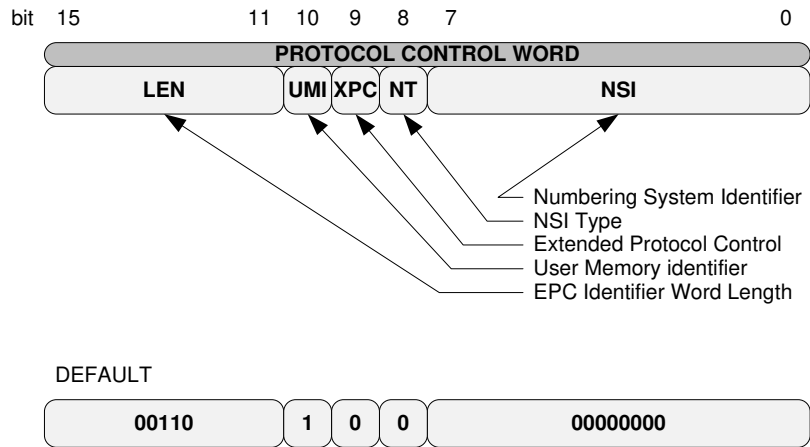 bit 15 11 10 9 8 7 0
PROTOCOL CONTROL WORD
LEN UMI XPC NT NSI
Numbering System Identifier
NSI Type
Extended Protocol Control
User Memory identifier
EPC Identifier Word Length
DEFAULT
00110 1 0 0 00000000